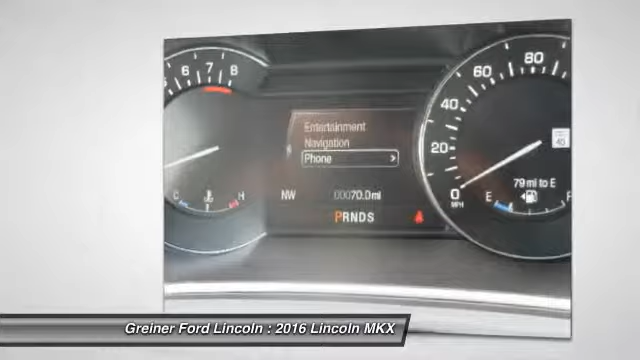 6 7 8
Entertainment
Navigation
Phone >
C H
NW 00070.0mi
PRNDS
0 20 40 60 80
MPH
45
79 mi to E
E F
Greiner Ford Lincoln : 2016 Lincoln MKX